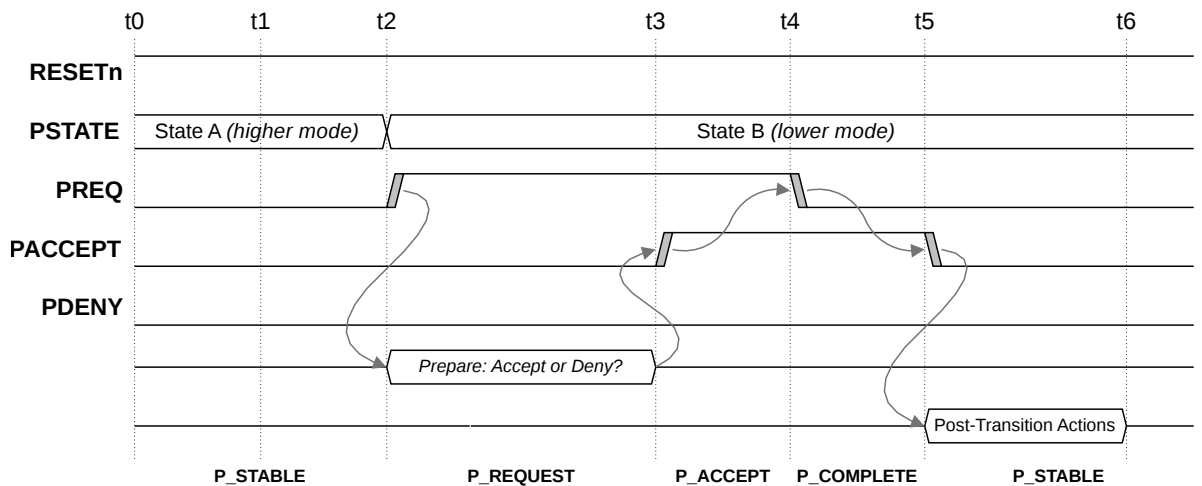 t0 t1 t2 t3 t4 t5 t6
RESETn
PSTATE State A (higher mode) State B (lower mode)
PREQ
PACCEPT
PDENY
Prepare: Accept or Deny?
Post-Transition Actions
P_STABLE P_REQUEST P_ACCEPT P_COMPLETE P_STABLE